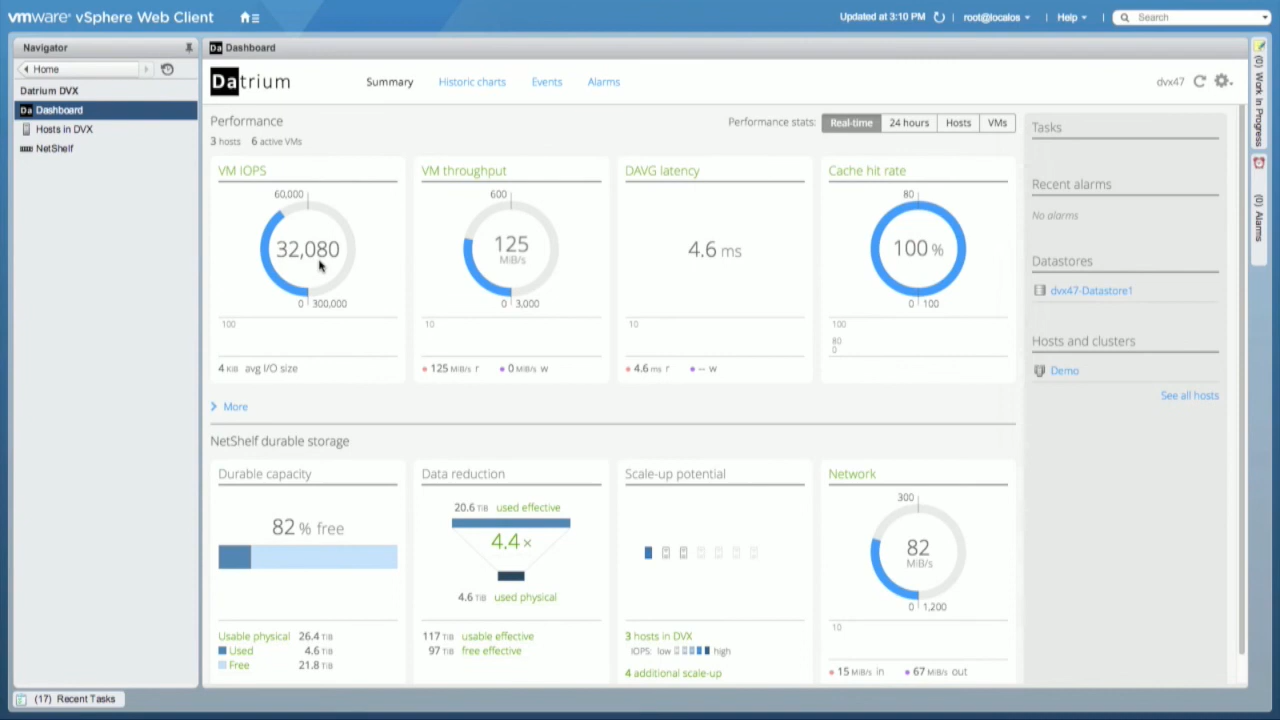 vmware® vSphere Web Client
Updated at 3:10 PM
root@localos
Help
Search
Navigator
Home
Datrium DVX
Da Dashboard
Hosts in DVX
NetShelf
Da Dashboard
Datrium
Summary
Historic charts
Events
Alarms
dvx47
Performance
3 hosts 6 active VMs
Performance stats:
Real-time
24 hours
Hosts
VMs
VM IOPS
60,000
32,080
0 300,000
100
4 KiB avg I/O size
VM throughput
600
125
MiB/s
0 3,000
10
125 MiB/s r 0 MiB/s w
DAVG latency
4.6 ms
10
4.6 ms r -- w
Cache hit rate
80
100 %
0 100
100
80
0
More
NetShelf durable storage
Durable capacity
82 % free
Usable physical 26.4 TiB
Used 4.6 TiB
Free 21.8 TiB
Data reduction
20.6 TiB used effective
4.4 ×
4.6 TiB used physical
117 TiB usable effective
97 TiB free effective
Scale-up potential
3 hosts in DVX
IOPS: low high
4 additional scale-up
Network
300
82
MiB/s
0 1,200
10
15 MiB/s in 67 MiB/s out
Tasks
Recent alarms
No alarms
Datastores
dvx47-Datastore1
Hosts and clusters
Demo
See all hosts
(0) Work In Progress
(0) Alarms
(17) Recent Tasks